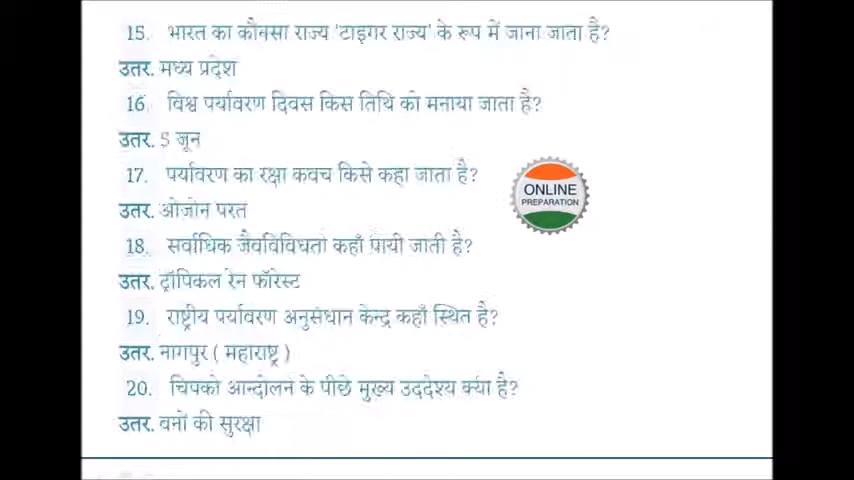 15. भारत का कौनसा राज्य 'टाइगर राज्य' के रूप में जाना जाता है?
उतर. मध्य प्रदेश
16. विश्व पर्यावरण दिवस किस तिथि को मनाया जाता है?
उतर. 5 जून
17. पर्यावरण का रक्षा कवच किसे कहा जाता है?
उतर. ओजोन परत
18. सर्वाधिक जैवविविधता कहाँ पायी जाती है?
उतर. ट्रॉपिकल रेन फॉरेस्ट
19. राष्ट्रीय पर्यावरण अनुसंधान केन्द्र कहाँ स्थित है?
उतर. नागपुर ( महाराष्ट्र )
20. चिपको आन्दोलन के पीछे मुख्य उददेश्य क्या है?
उतर. वनों की सुरक्षा
ONLINE
PREPARATION